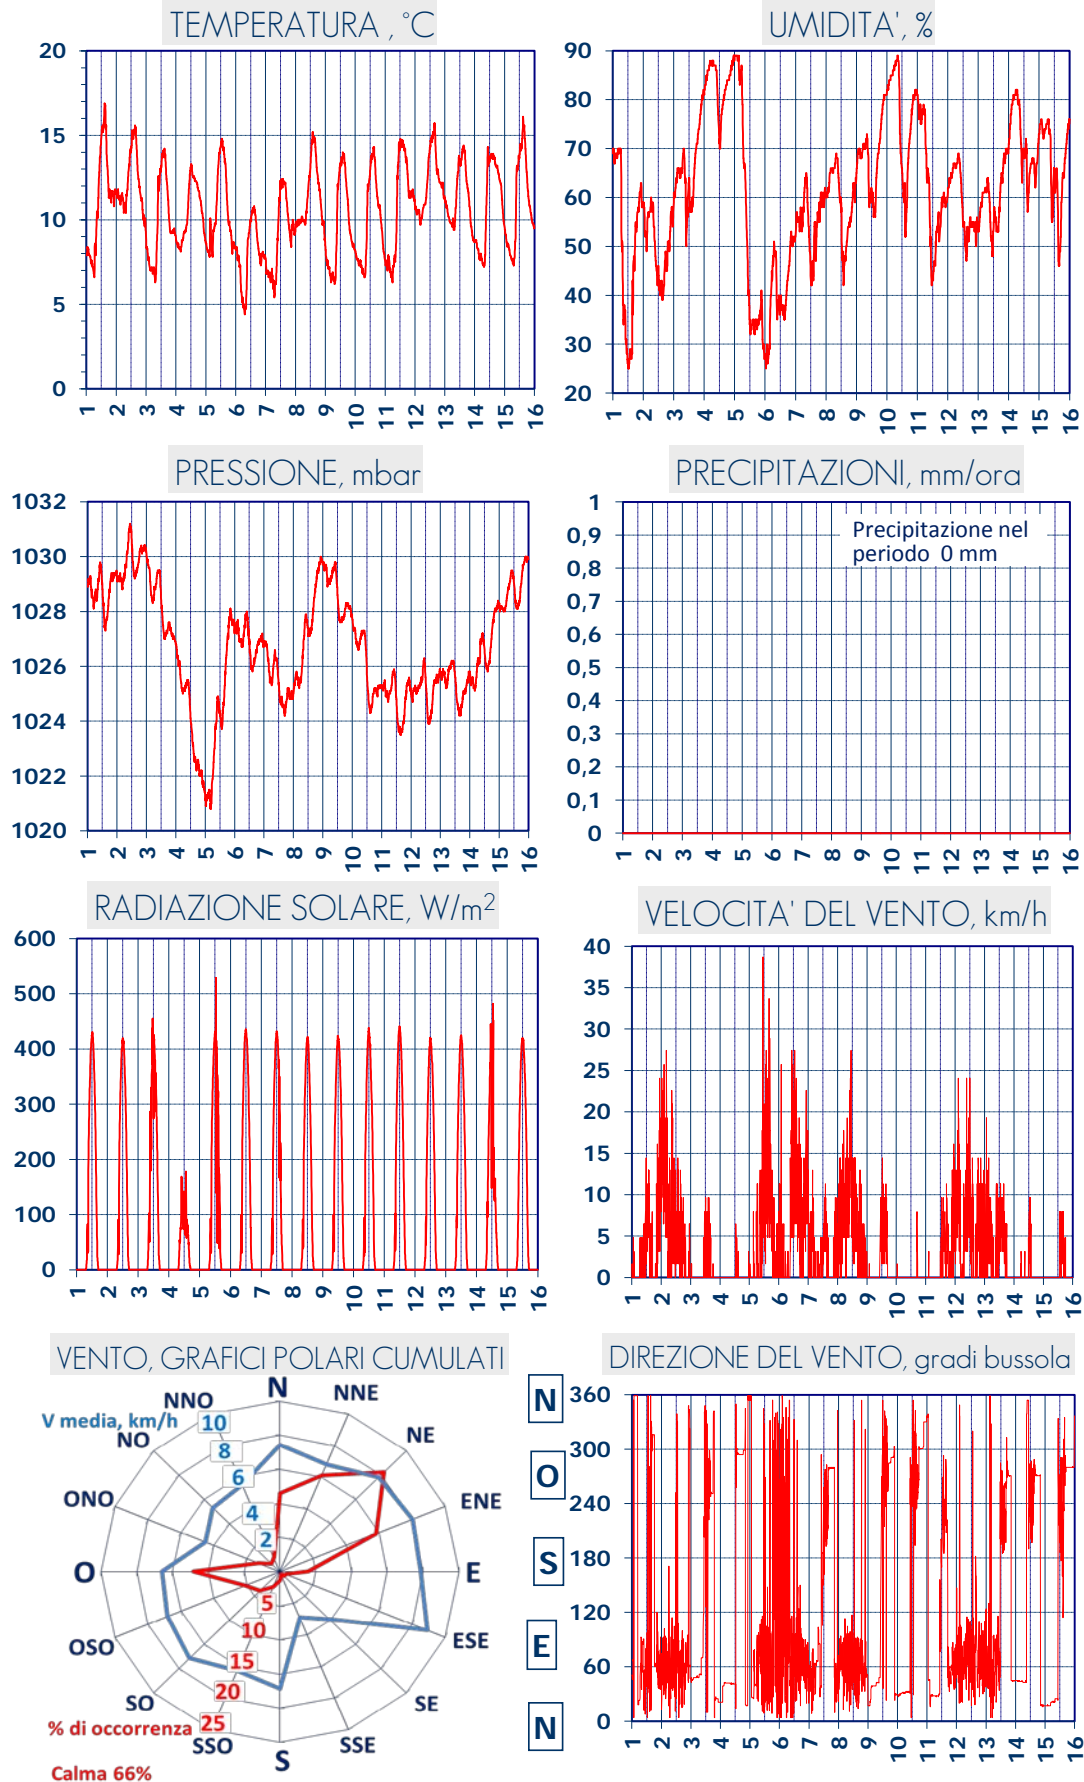 TEMPERATURA , °C
20
15
10
5
0
1 2 3 4 5 6 7 8 9 10 11 12 13 14 15 16
UMIDITA', %
90
80
70
60
50
40
30
20
1 2 3 4 5 6 7 8 9 10 11 12 13 14 15 16
PRESSIONE, mbar
1032
1030
1028
1026
1024
1022
1020
1 2 3 4 5 6 7 8 9 10 11 12 13 14 15 16
PRECIPITAZIONI, mm/ora
1
0,9
0,8
0,7
0,6
0,5
0,4
0,3
0,2
0,1
0
Precipitazione nel
periodo 0 mm
1 2 3 4 5 6 7 8 9 10 11 12 13 14 15 16
RADIAZIONE SOLARE, W/m²
600
500
400
300
200
100
0
1 2 3 4 5 6 7 8 9 10 11 12 13 14 15 16
VELOCITA' DEL VENTO, km/h
40
35
30
25
20
15
10
5
0
1 2 3 4 5 6 7 8 9 10 11 12 13 14 15 16
VENTO, GRAFICI POLARI CUMULATI
N
NNE
NE
ENE
E
ESE
SE
SSE
S
SSO
SO
OSO
O
ONO
NO
NNO
V media, km/h
10
8
6
4
2
5
10
15
20
25
% di occorrenza
Calma 66%
DIREZIONE DEL VENTO, gradi bussola
N
O
S
E
N
360
300
240
180
120
60
0
1 2 3 4 5 6 7 8 9 10 11 12 13 14 15 16